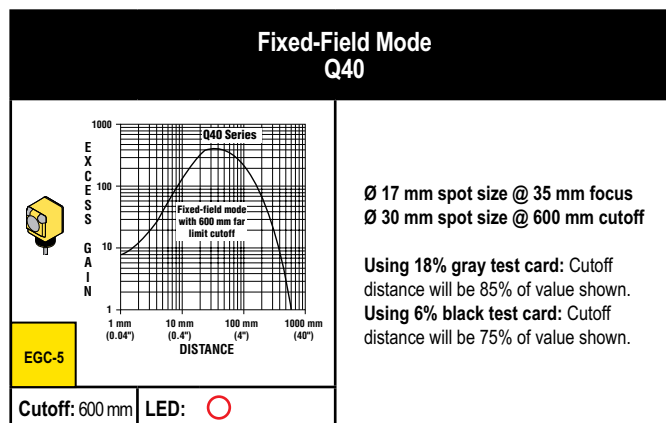 Fixed-Field Mode
Q40
EXCESS GAIN
1000
100
10
1
Q40 Series
Fixed-field mode
with 600 mm far
limit cutoff
1 mm 10 mm 100 mm 1000 mm
(0.04") (0.4") (4") (40")
DISTANCE
EGC-5
Ø 17 mm spot size @ 35 mm focus
Ø 30 mm spot size @ 600 mm cutoff
Using 18% gray test card: Cutoff
distance will be 85% of value shown.
Using 6% black test card: Cutoff
distance will be 75% of value shown.
Cutoff: 600 mm LED: